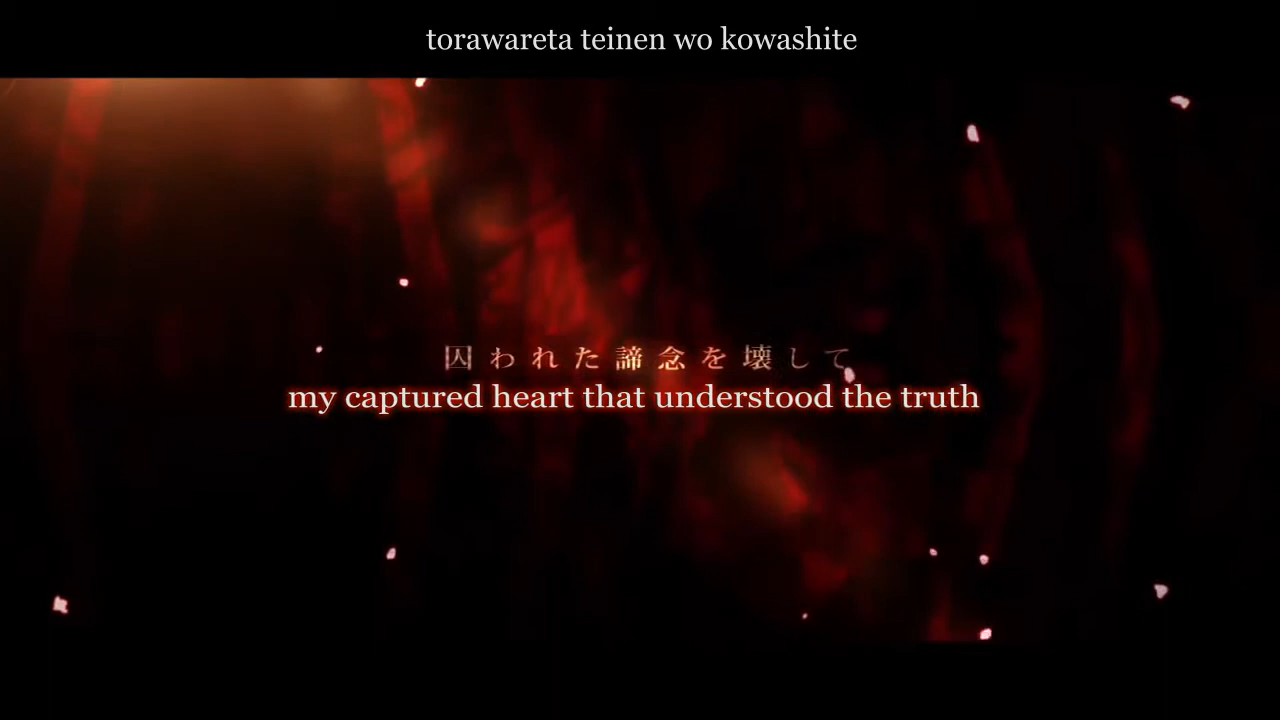 torawareta teinen wo kowashite
囚われた諦念を壊して
my captured heart that understood the truth